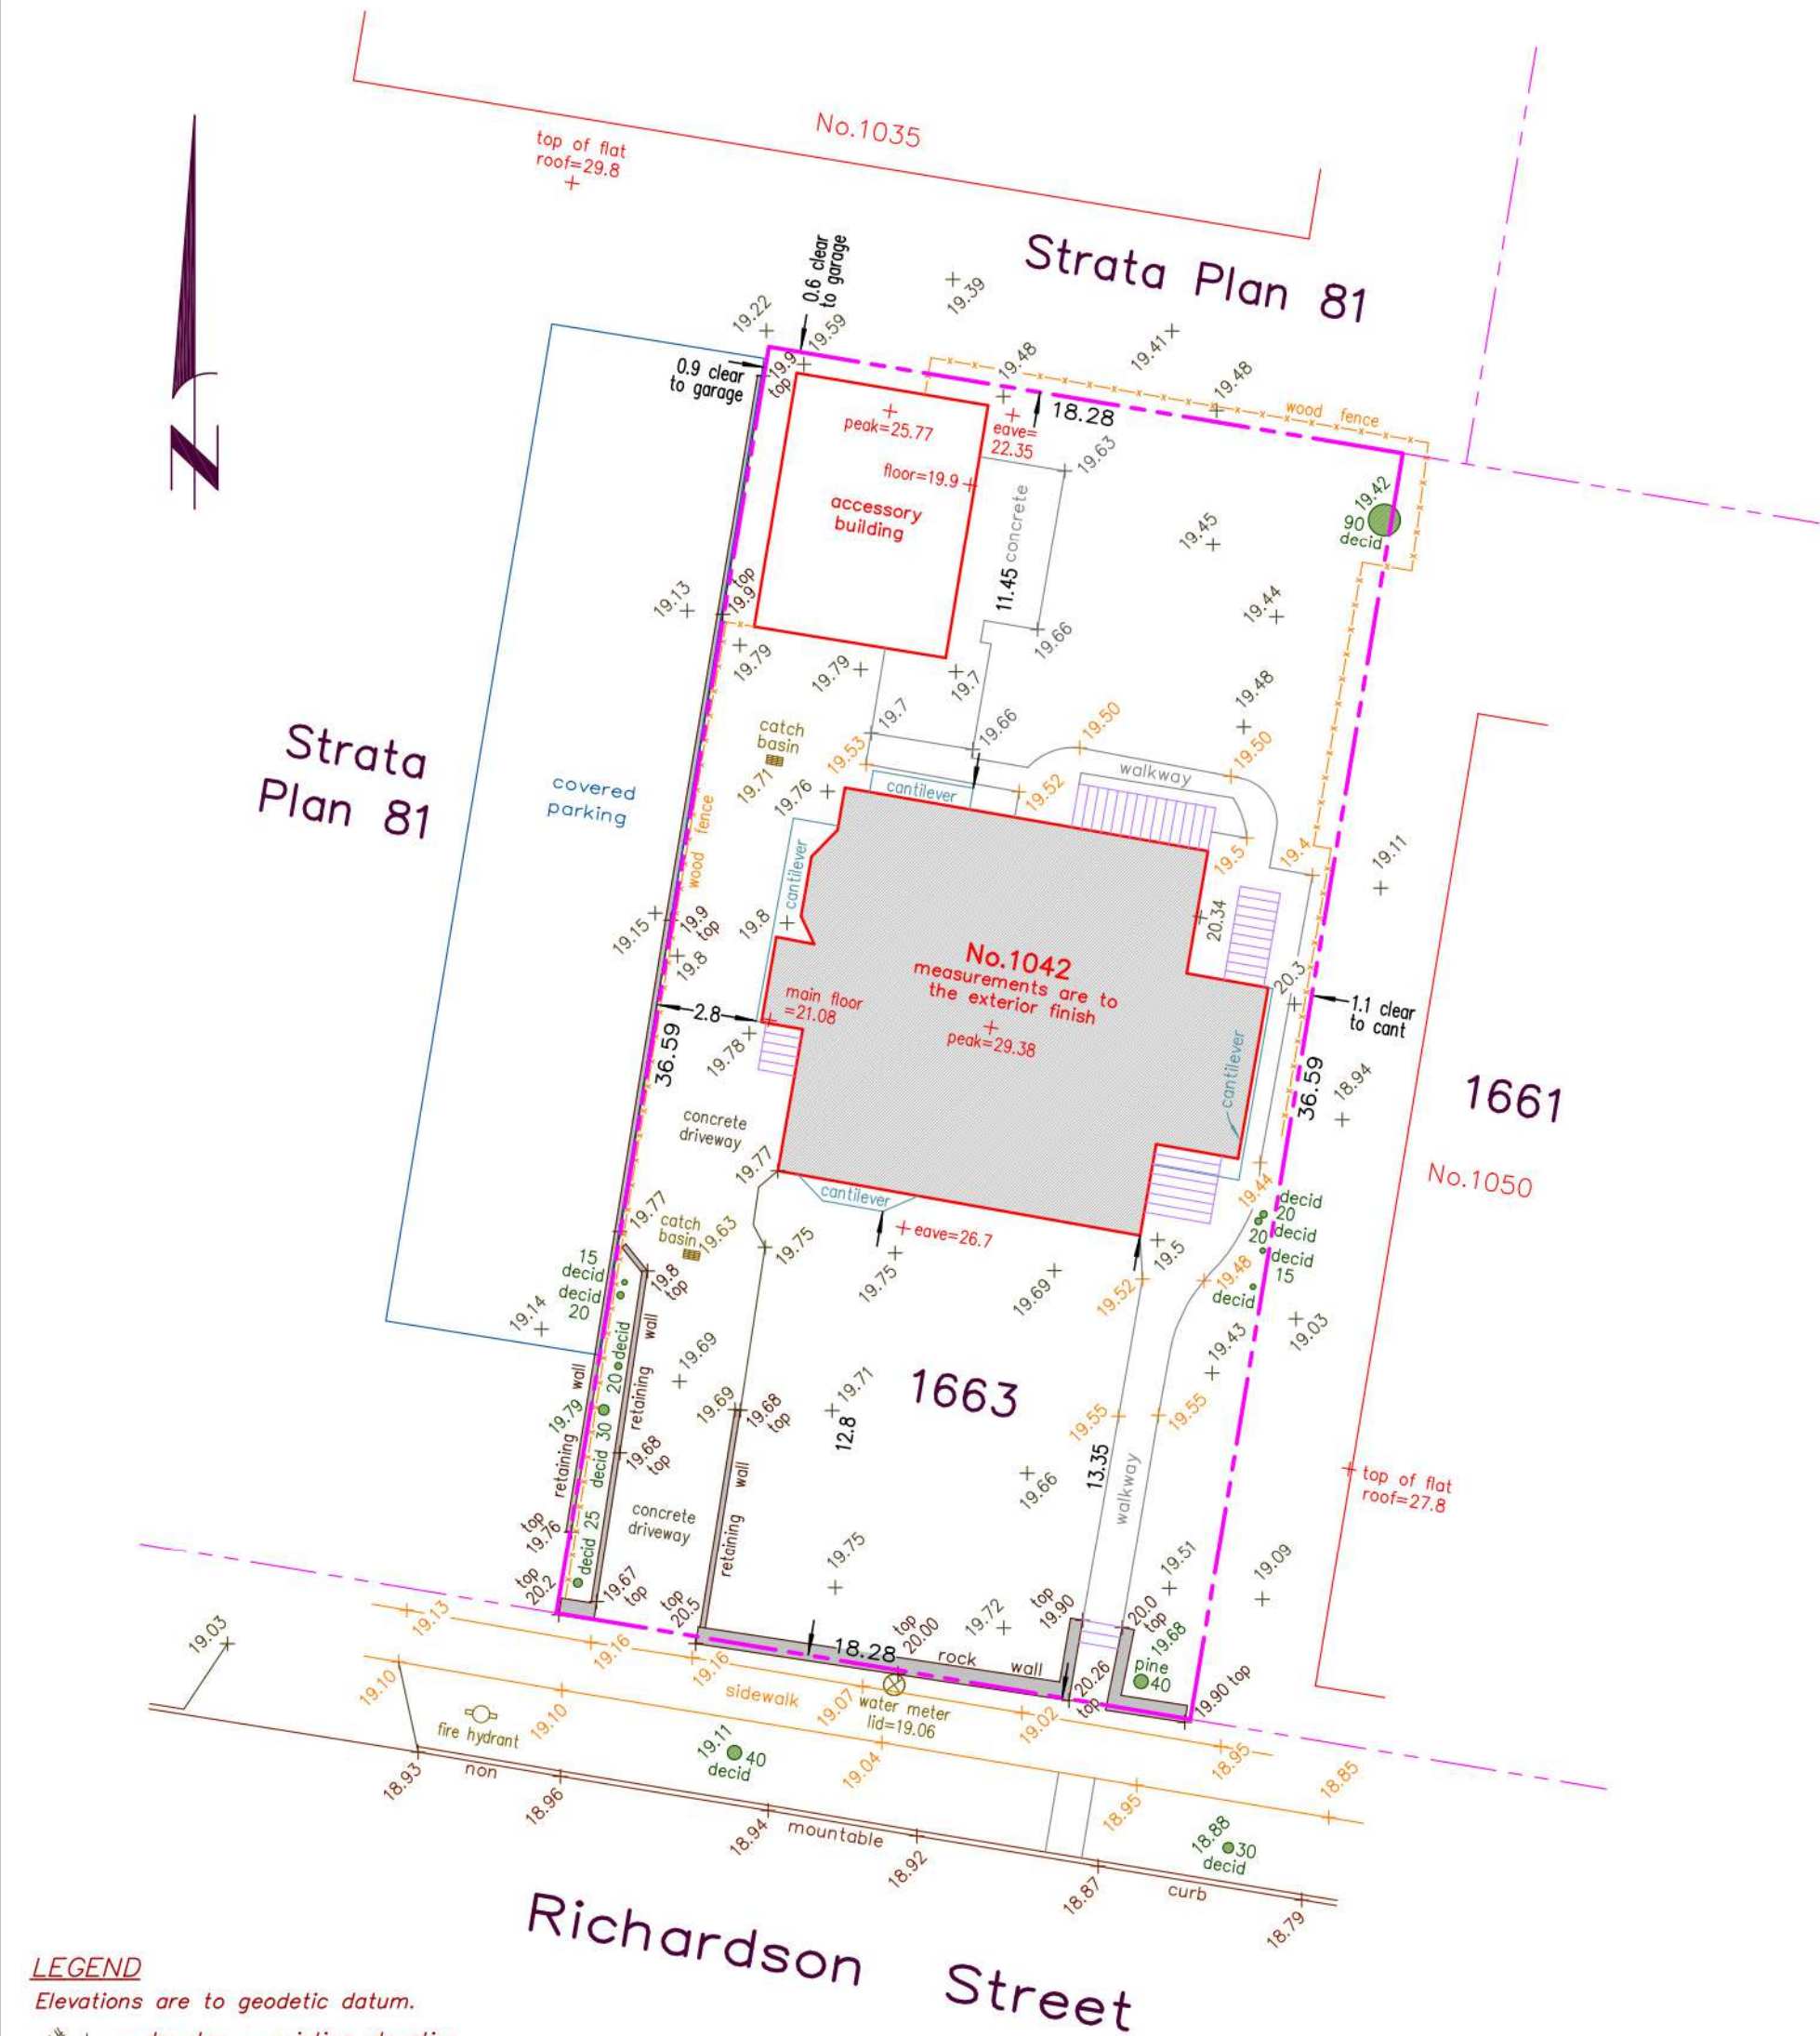 No.1035
top of flat
roof=29.8
Strata Plan 81
0.6 clear
to garage
19.22
19.59
19.39
19.41
19.48
19.48
0.9 clear
to garage
19.9
top
peak=25.77
eave=
22.35
18.28
wood fence
floor=19.9
19.63
accessory
building
concrete
11.45
19.42
90
decid
19.45
19.44
19.13
top
19.9
19.66
19.79
19.79
19.7
19.48
Strata
Plan 81
covered
parking
catch
basin
19.71
19.7
19.66
19.53
19.50
19.50
walkway
19.76
cantilever
19.52
wood fence
cantilever
19.5
19.4
19.11
19.15
19.9
top
19.8
19.8
20.34
No.1042
measurements are to
the exterior finish
peak=29.38
main floor
=21.08
20.3
1.1 clear
to cant
2.8
19.78
36.59
cantilever
36.59
18.94
1661
No.1050
concrete
driveway
19.77
cantilever
eave=26.7
19.77
catch
basin
19.63
19.75
19.75
19.69
19.5
19.52
19.44
decid
20
decid
20
decid
15
decid
19.48
19.03
19.43
15
decid
decid
20
19.14
19.8
top
retaining wall
20 decid
retaining wall
19.69
19.69
19.68
top
19.71
12.8
1663
19.55
19.55
13.35
walkway
19.79
decid 30
retaining wall
19.68
top
concrete
driveway
retaining wall
19.66
top of flat
roof=27.8
top
19.76
decid 25
19.75
19.51
19.09
top
20.2
19.67
top
top
20.5
top
20.00
19.72
top
19.90
20.0
top
19.68
pine
40
18.28
rock wall
20.26
top
19.90 top
19.03
19.13
19.16
19.16
19.10
sidewalk
19.07
water meter
lid=19.06
19.02
fire hydrant
19.10
19.11
40
decid
19.04
18.95
18.95
18.85
18.93
non
18.96
18.94
mountable
18.92
18.87
18.88
30
decid
curb
18.79
Richardson Street
LEGEND
Elevations are to geodetic datum.